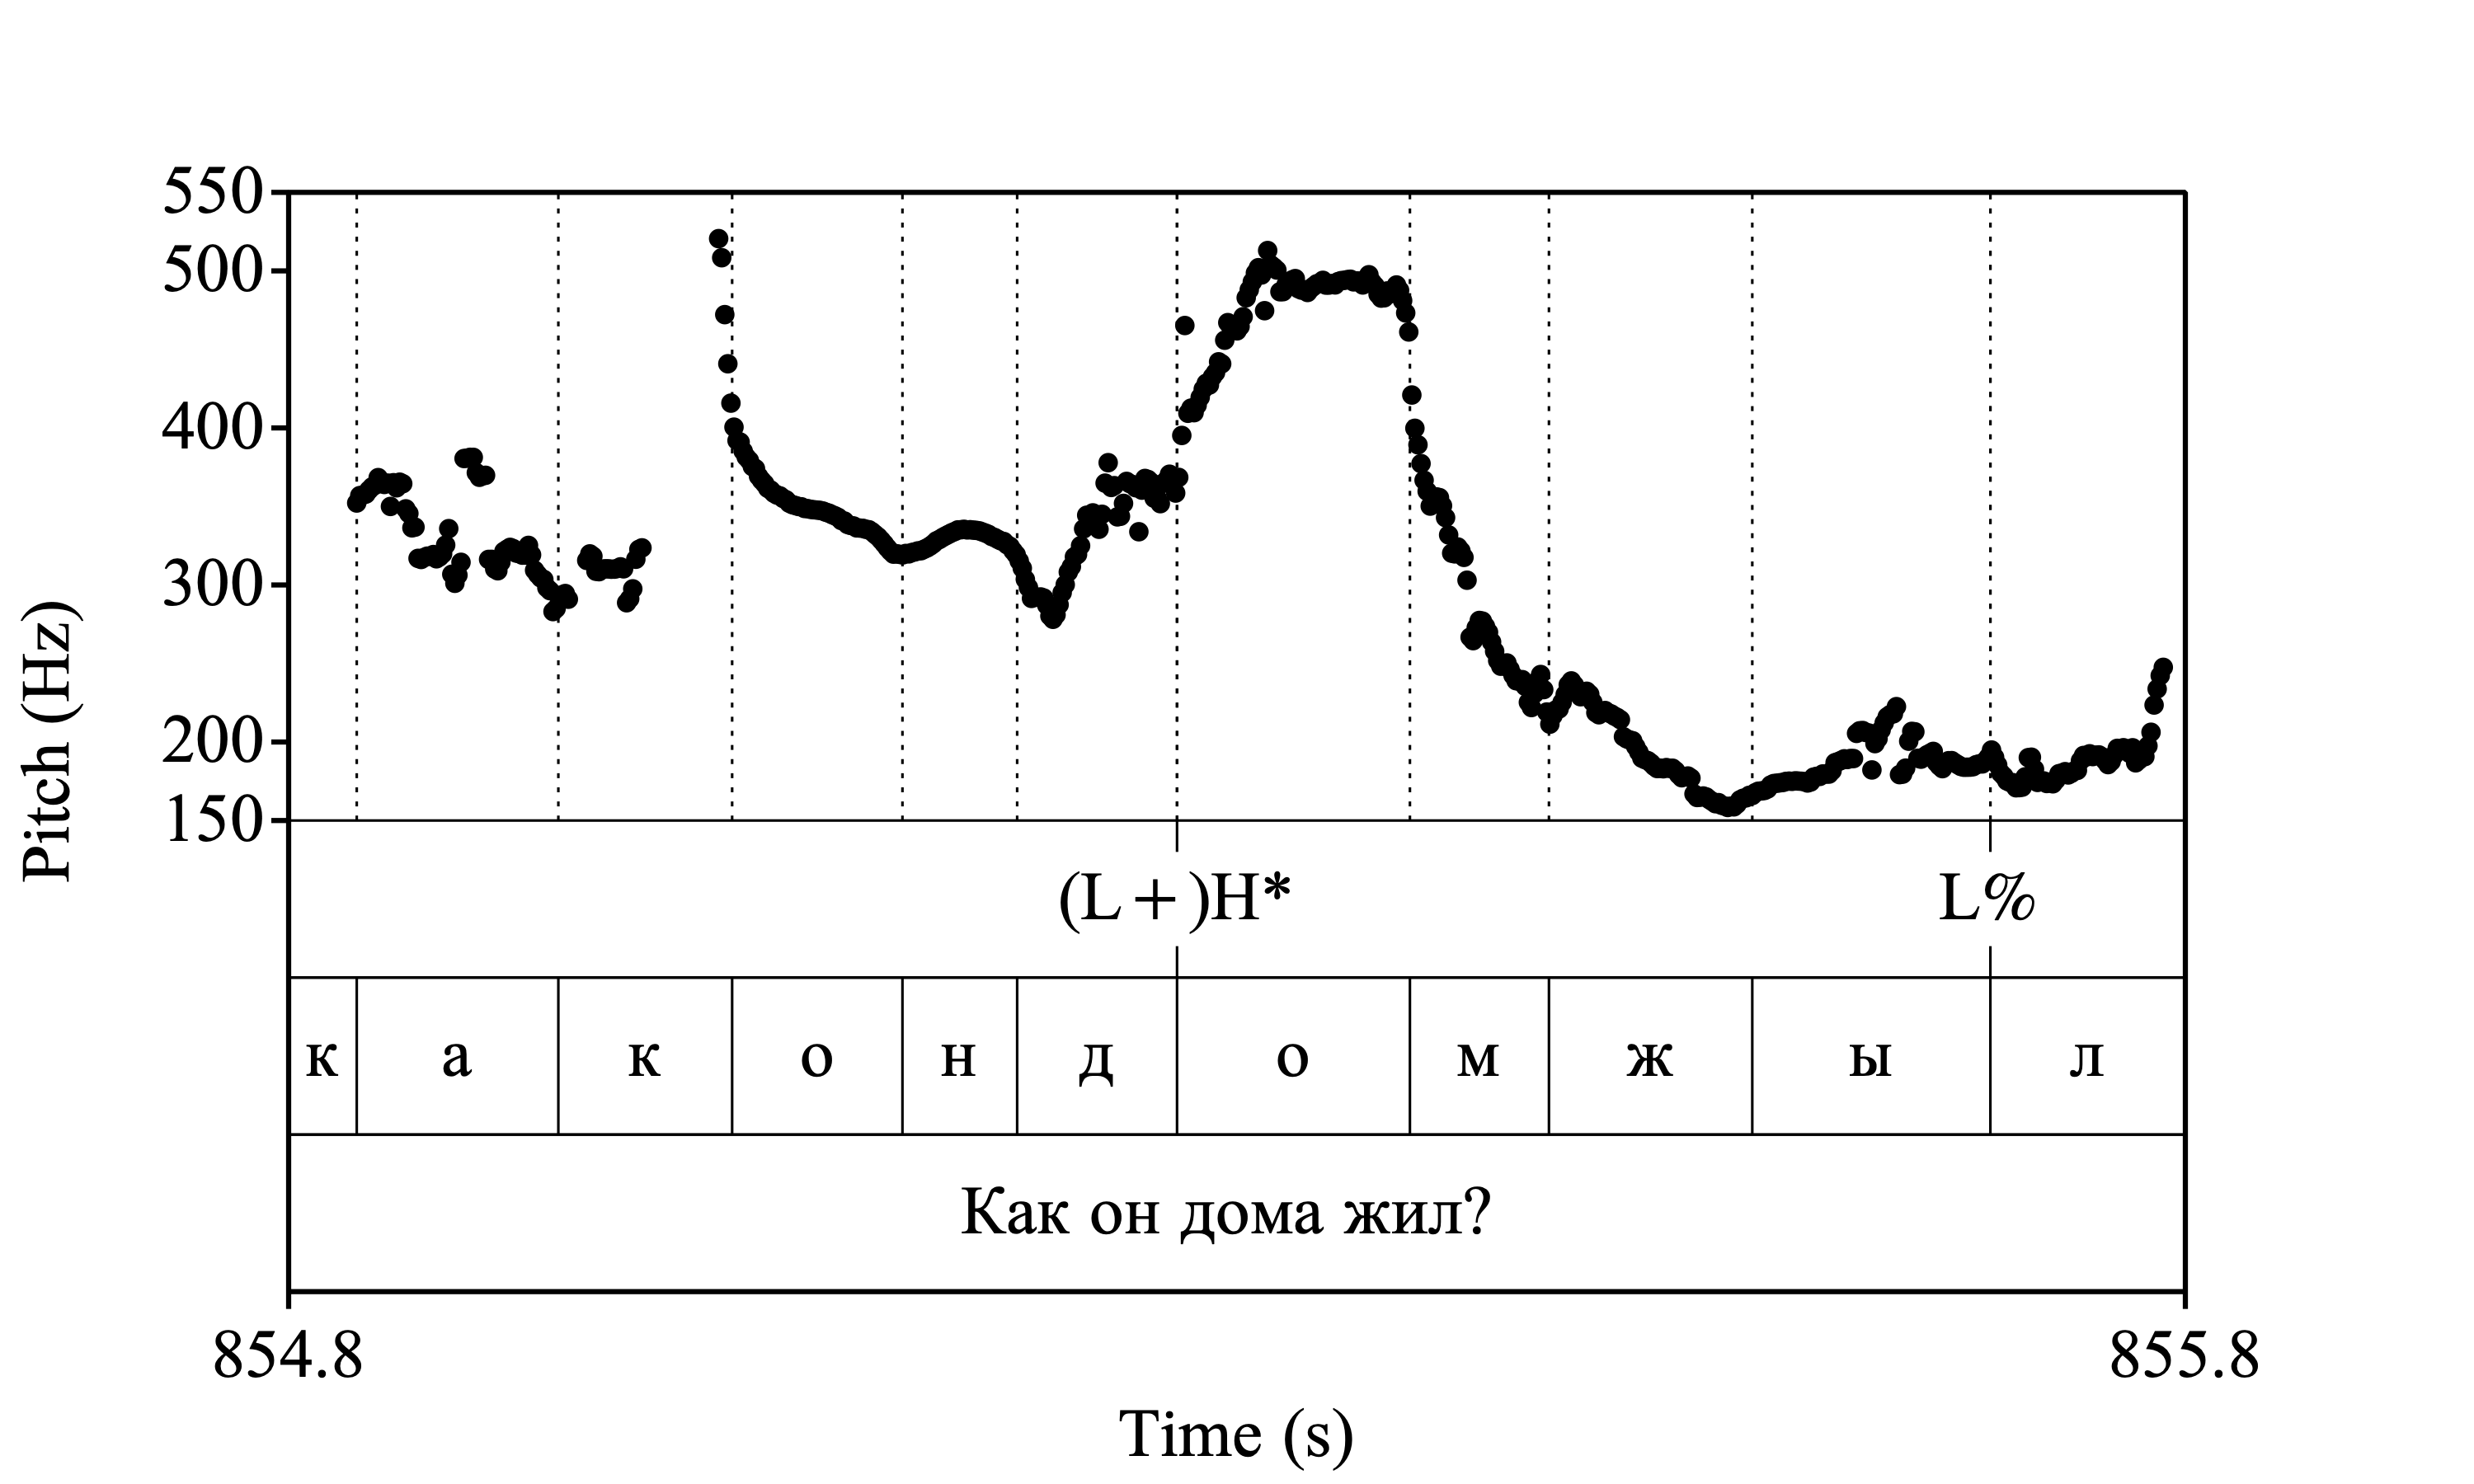 550
500
400
300
200
150
Pitch (Hz)
(L + )H* L%
к а к о н д о м ж ы л
Как он дома жил?
854.8 855.8
Time (s)